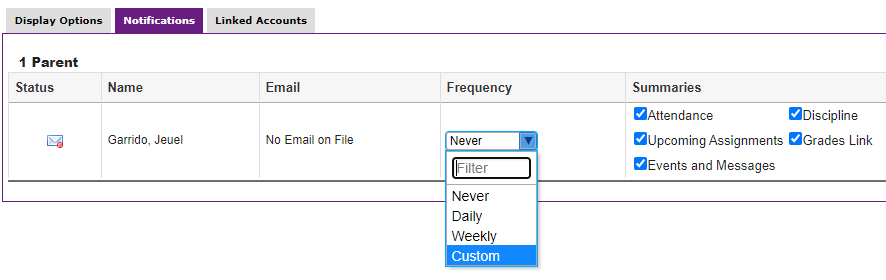 Display Options Notifications Linked Accounts
1 Parent
Status Name Email Frequency Summaries
Garrido, Jeuel No Email on File Never
Attendance Discipline
Upcoming Assignments Grades Link
Events and Messages
Filter
Never
Daily
Weekly
Custom